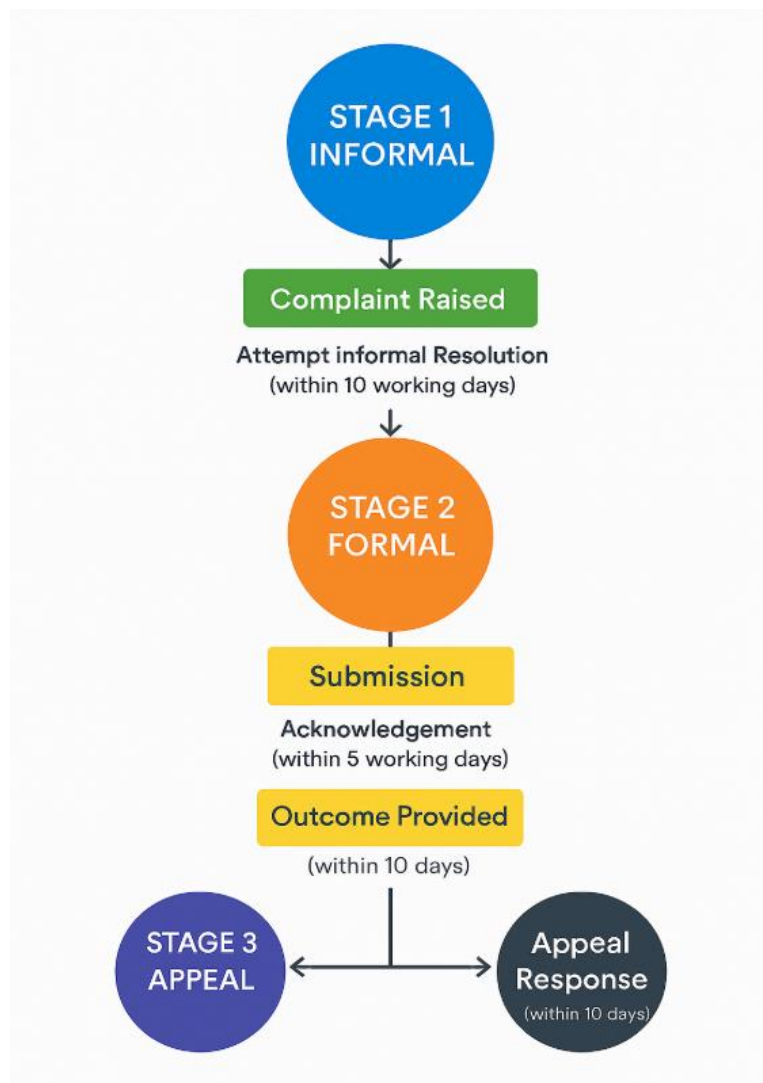 STAGE 1
INFORMAL
Complaint Raised
Attempt informal Resolution
(within 10 working days)
STAGE 2
FORMAL
Submission
Acknowledgement
(within 5 working days)
Outcome Provided
(within 10 days)
STAGE 3
APPEAL
Appeal
Response
(within 10 days)